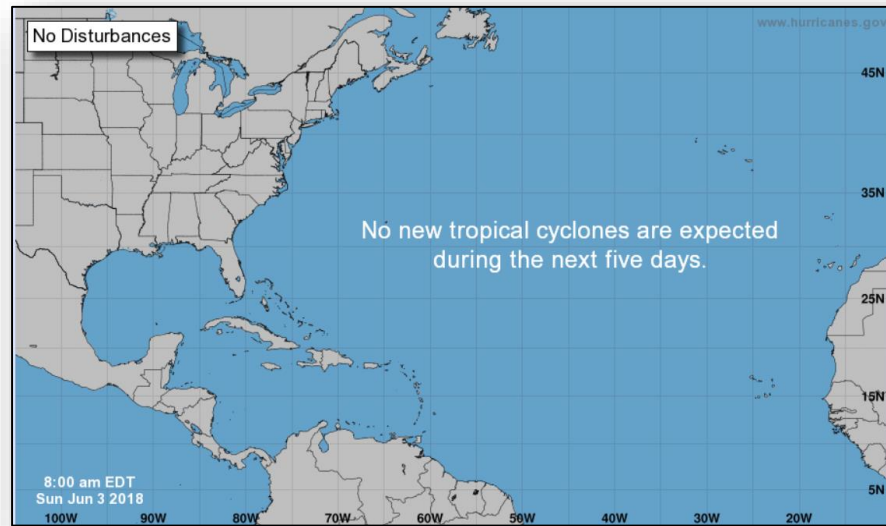 No Disturbances
www.hurricanes.gov
45N
35N
No new tropical cyclones are expected
during the next five days.
25N
15N
8:00 am EDT
Sun Jun 3 2018
5N
100W 90W 80W 70W 60W 50W 40W 30W 20W